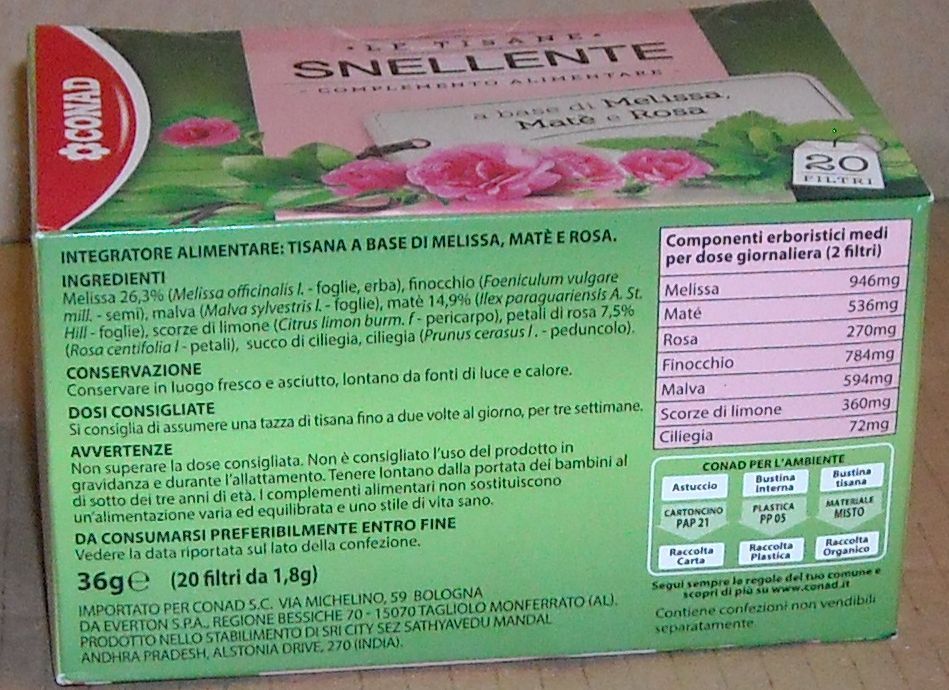 CONAD
• LE TISANE •
SNELLENTE
- COMPLEMENTO ALIMENTARE -
a base di Melissa,
Matè e Rosa
20
FILTRI
INTEGRATORE ALIMENTARE: TISANA A BASE DI MELISSA, MATÈ E ROSA.
INGREDIENTI
Melissa 26,3% (Melissa officinalis l. - foglie, erba), finocchio (Foeniculum vulgare
mill. - semi), malva (Malva sylvestris l. - foglie), matè 14,9% (Ilex paraguariensis A. St.
Hill - foglie), scorze di limone (Citrus limon burm. f - pericarpo), petali di rosa 7,5%
(Rosa centifolia l - petali), succo di ciliegia, ciliegia (Prunus cerasus l. - peduncolo).
CONSERVAZIONE
Conservare in luogo fresco e asciutto, lontano da fonti di luce e calore.
DOSI CONSIGLIATE
Si consiglia di assumere una tazza di tisana fino a due volte al giorno, per tre settimane.
AVVERTENZE
Non superare la dose consigliata. Non è consigliato l'uso del prodotto in
gravidanza e durante l'allattamento. Tenere lontano dalla portata dei bambini al
di sotto dei tre anni di età. I complementi alimentari non sostituiscono
un'alimentazione varia ed equilibrata e uno stile di vita sano.
DA CONSUMARSI PREFERIBILMENTE ENTRO FINE
Vedere la data riportata sul lato della confezione.
36g℮ (20 filtri da 1,8g)
IMPORTATO PER CONAD S.C. VIA MICHELINO, 59 BOLOGNA
DA EVERTON S.P.A., REGIONE BESSICHE 70 - 15070 TAGLIOLO MONFERRATO (AL).
PRODOTTO NELLO STABILIMENTO DI SRI CITY SEZ SATHYAVEDU MANDAL
ANDHRA PRADESH, ALSTONIA DRIVE, 270 (INDIA).
Componenti erboristici medi
per dose giornaliera (2 filtri)
Melissa 946mg
Maté 536mg
Rosa 270mg
Finocchio 784mg
Malva 594mg
Scorze di limone 360mg
Ciliegia 72mg
CONAD PER L'AMBIENTE
Astuccio
CARTONCINO
PAP 21
Raccolta
Carta
Bustina
Interna
PLASTICA
PP 05
Raccolta
Plastica
Bustina
tisana
MATERIALE
MISTO
Raccolta
Organico
Segui sempre le regole del tuo comune e
scopri di più su www.conad.it
Contiene confezioni non vendibili
separatamente.